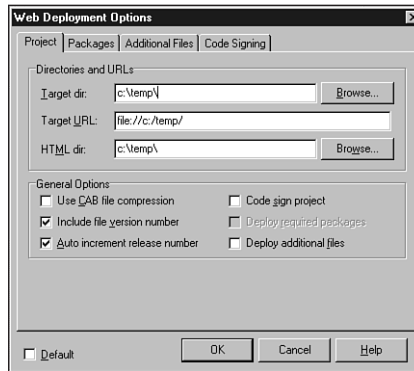 Web Deployment Options
Project Packages Additional Files Code Signing
Directories and URLs
Target dir: c:\temp\ Browse...
Target URL: file://c:/temp/
HTML dir: c:\temp\ Browse...
General Options
Use CAB file compression Code sign project
Include file version number Deploy required packages
Auto increment release number Deploy additional files
Default OK Cancel Help